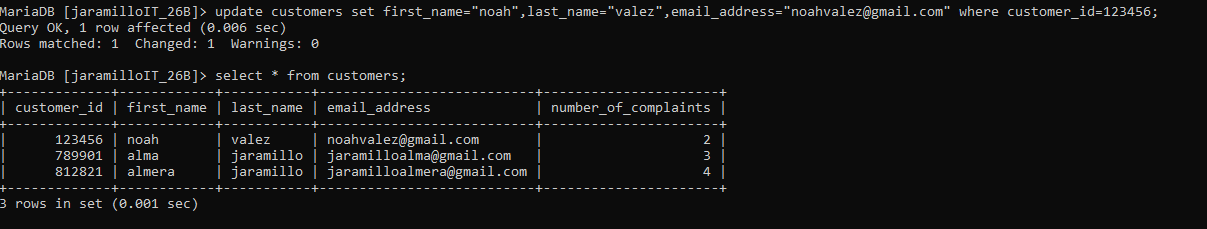 MariaDB [jaramilloIT_26B]> update customers set first_name="noah",last_name="valez",email_address="noahvalez@gmail.com" where customer_id=123456;
Query OK, 1 row affected (0.006 sec)
Rows matched: 1  Changed: 1  Warnings: 0

MariaDB [jaramilloIT_26B]> select * from customers;
+-------------+------------+-----------+---------------------------+----------------------+
| customer_id | first_name | last_name | email_address             | number_of_complaints |
+-------------+------------+-----------+---------------------------+----------------------+
|      123456 | noah       | valez     | noahvalez@gmail.com       |                    2 |
|      789901 | alma       | jaramillo | jaramilloalma@gmail.com   |                    3 |
|      812821 | almera     | jaramillo | jaramilloalmera@gmail.com |                    4 |
+-------------+------------+-----------+---------------------------+----------------------+
3 rows in set (0.001 sec)